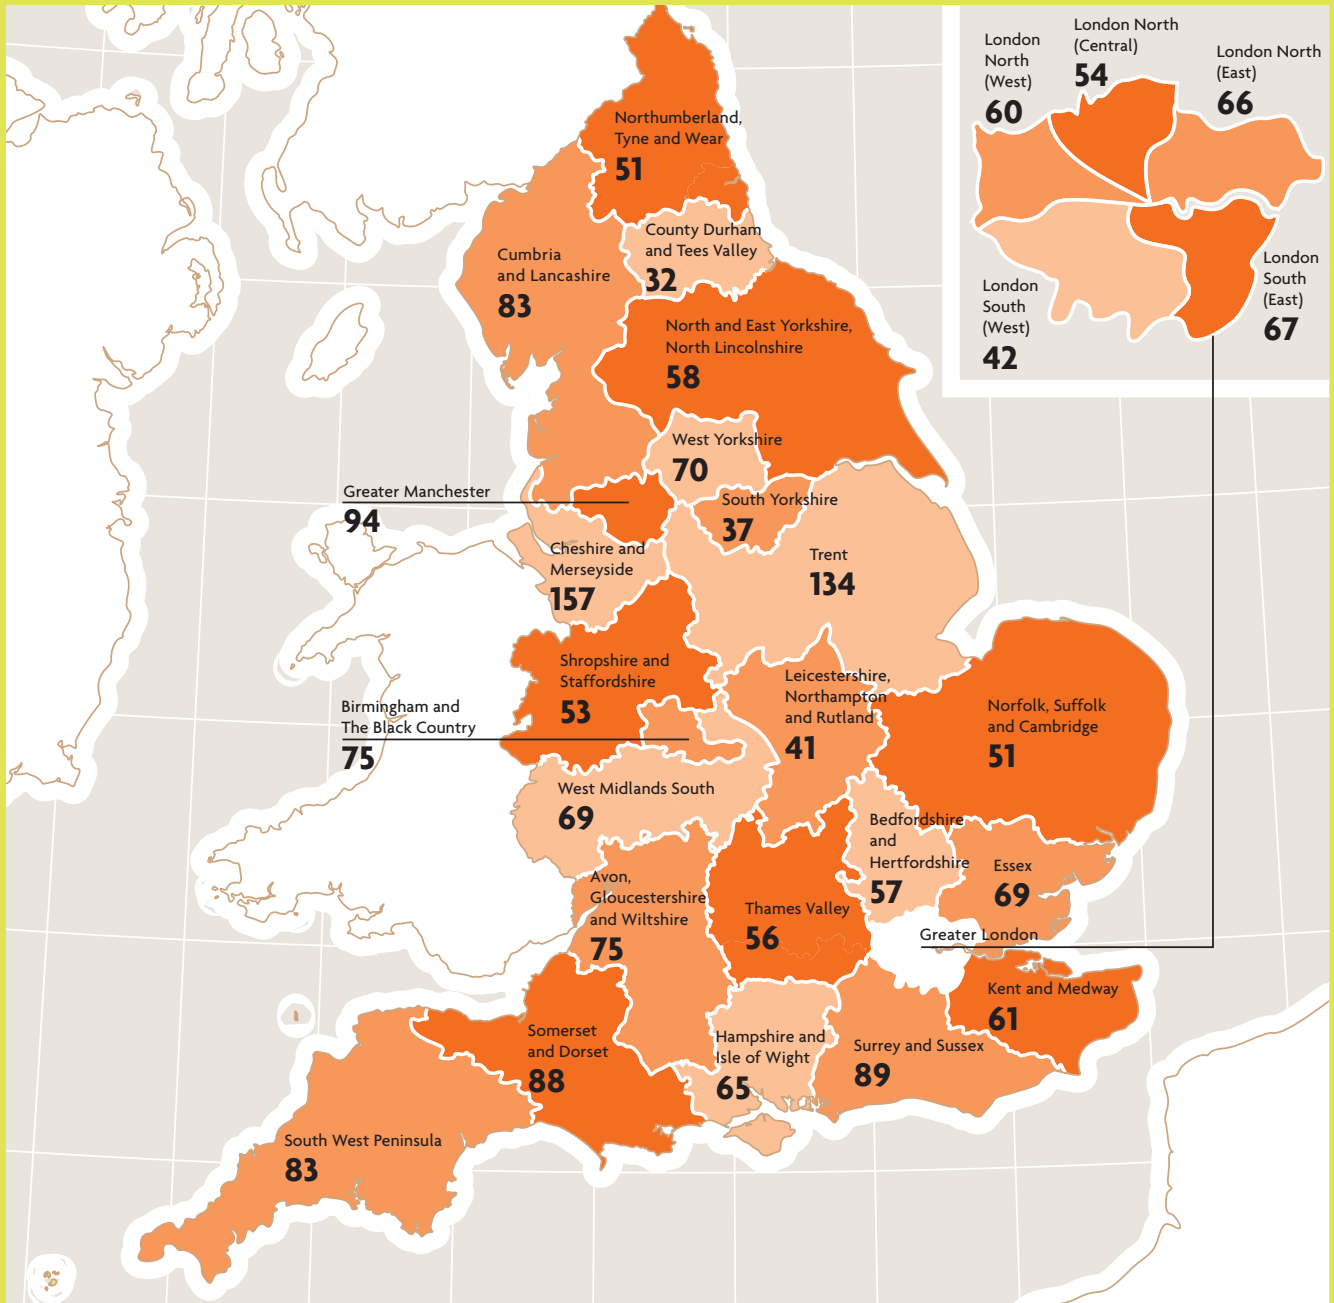 London
North
(West)
60
London North
(Central)
54
London North
(East)
66
London
South
(West)
42
London
South
(East)
67
Northumberland,
Tyne and Wear
51
County Durham
and Tees Valley
32
Cumbria
and Lancashire
83
North and East Yorkshire,
North Lincolnshire
58
West Yorkshire
70
Greater Manchester
94
South Yorkshire
37
Cheshire and
Merseyside
157
Trent
134
Shropshire and
Staffordshire
53
Leicestershire,
Northampton
and Rutland
41
Birmingham and
The Black Country
75
Norfolk, Suffolk
and Cambridge
51
West Midlands South
69
Bedfordshire
and
Hertfordshire
57
Essex
69
Avon,
Gloucestershire
and Wiltshire
75
Thames Valley
56
Greater London
Kent and Medway
61
Somerset
and Dorset
88
Hampshire and
Isle of Wight
65
Surrey and Sussex
89
South West Peninsula
83